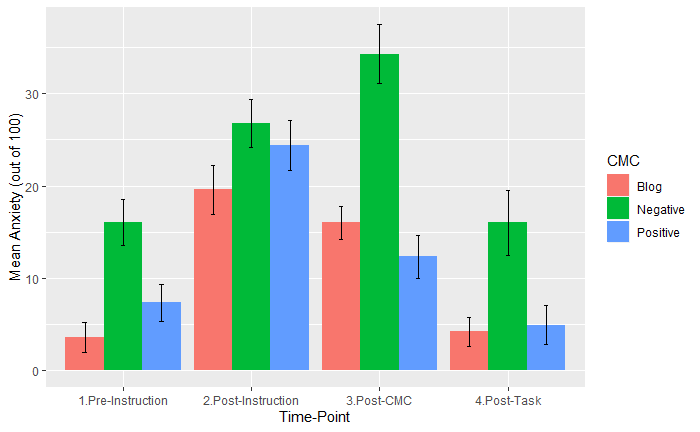 Mean Anxiety (out of 100)
30
20
10
0
1.Pre-Instruction
2.Post-Instruction
3.Post-CMC
4.Post-Task
Time-Point
CMC
Blog
Negative
Positive